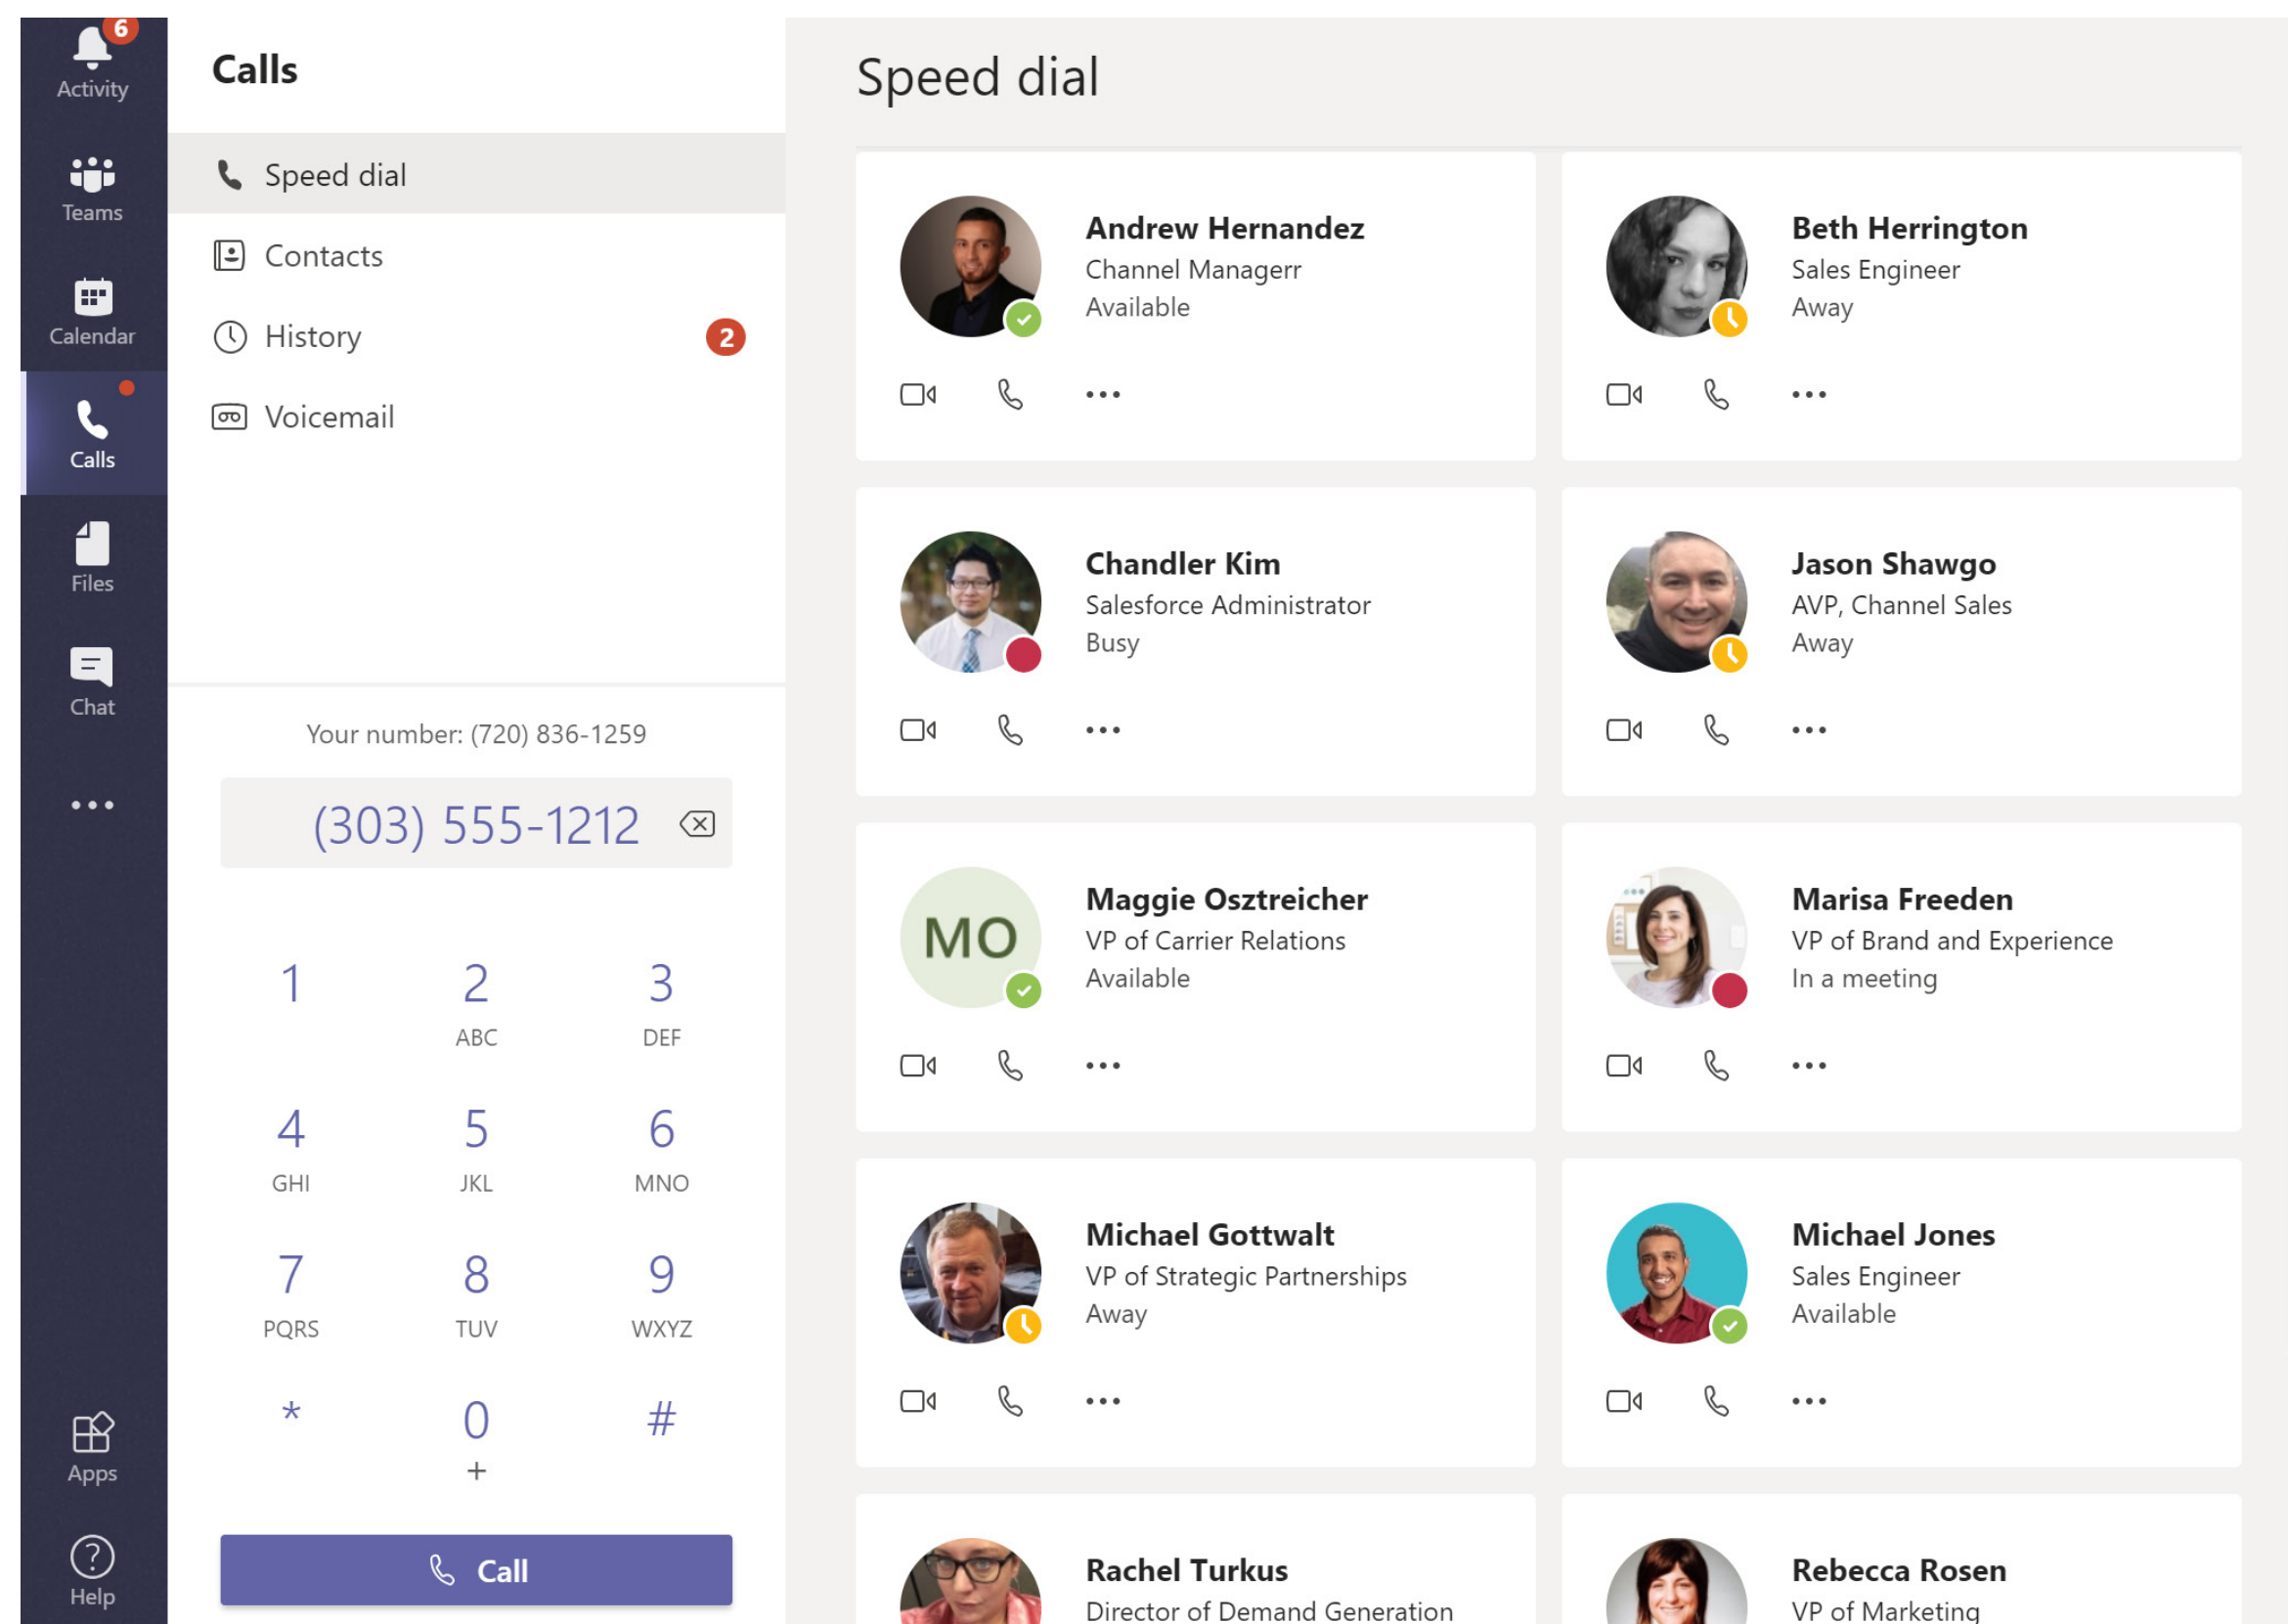 6
Activity
Teams
Calendar
Calls
Files
Chat
Apps
Help
Calls
Speed dial
Contacts
History
2
Voicemail
Your number: (720) 836-1259
(303) 555-1212
1
2
3
ABC
DEF
4
5
6
GHI
JKL
MNO
7
8
9
PQRS
TUV
WXYZ
*
0
#
+
Call
Speed dial
Andrew Hernandez
Channel Managerr
Available
Beth Herrington
Sales Engineer
Away
Chandler Kim
Salesforce Administrator
Busy
Jason Shawgo
AVP, Channel Sales
Away
MO
Maggie Osztreicher
VP of Carrier Relations
Available
Marisa Freeden
VP of Brand and Experience
In a meeting
Michael Gottwalt
VP of Strategic Partnerships
Away
Michael Jones
Sales Engineer
Available
Rachel Turkus
Director of Demand Generation
Rebecca Rosen
VP of Marketing